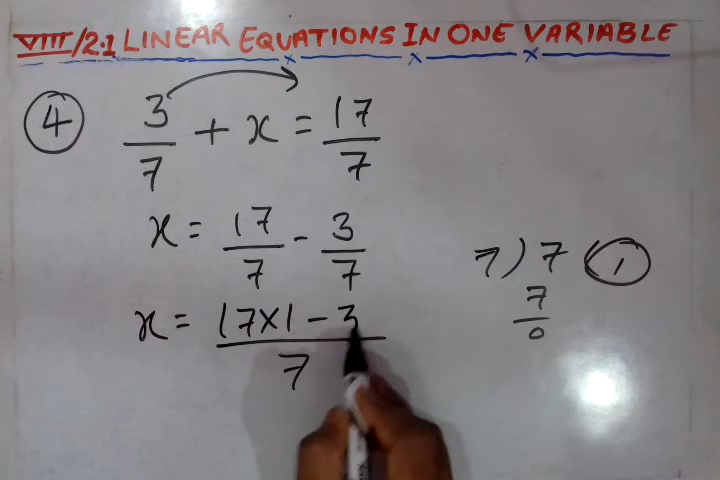 VIII/2.1 LINEAR EQUATIONS IN ONE VARIABLE
4
3/7 + x = 17/7
x = 17/7 - 3/7
7)7(1
7
0
x = 17×1 - 3
7